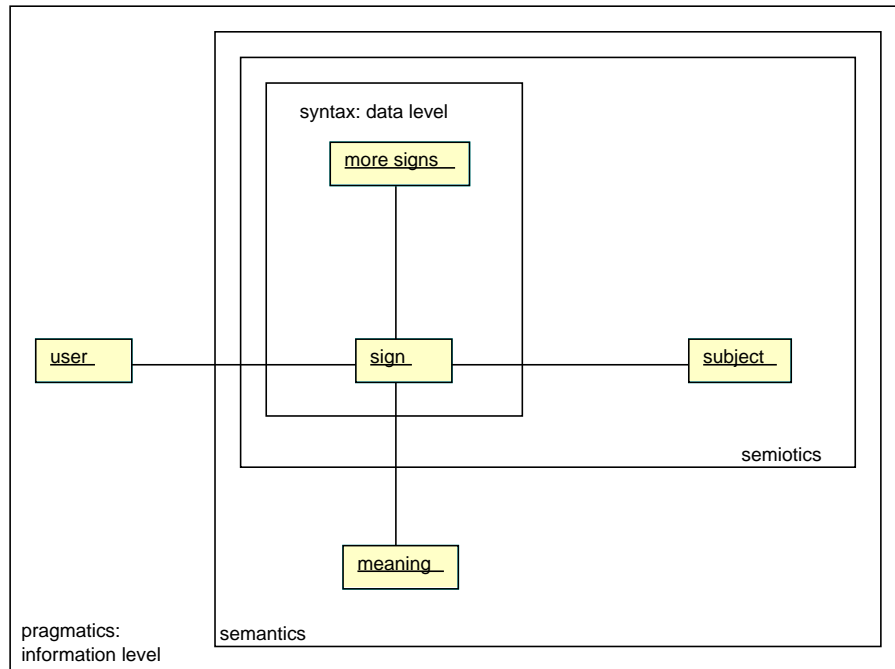 syntax: data level
more signs
user
sign
subject
semiotics
meaning
pragmatics:
information level
semantics